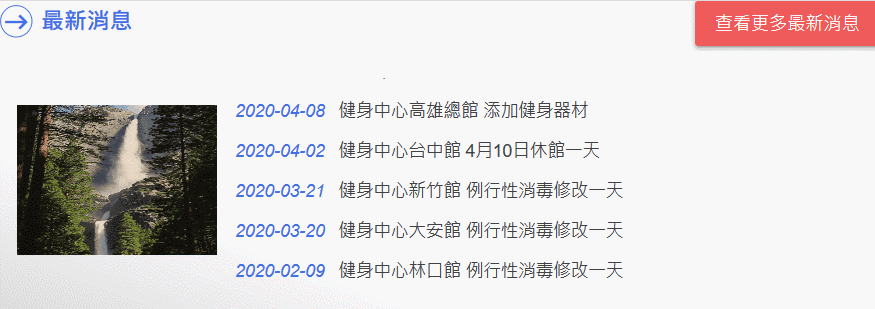 最新消息
查看更多最新消息
2020-04-08 健身中心高雄總館 添加健身器材
2020-04-02 健身中心台中館 4月10日休館一天
2020-03-21 健身中心新竹館 例行性消毒修改一天
2020-03-20 健身中心大安館 例行性消毒修改一天
2020-02-09 健身中心林口館 例行性消毒修改一天